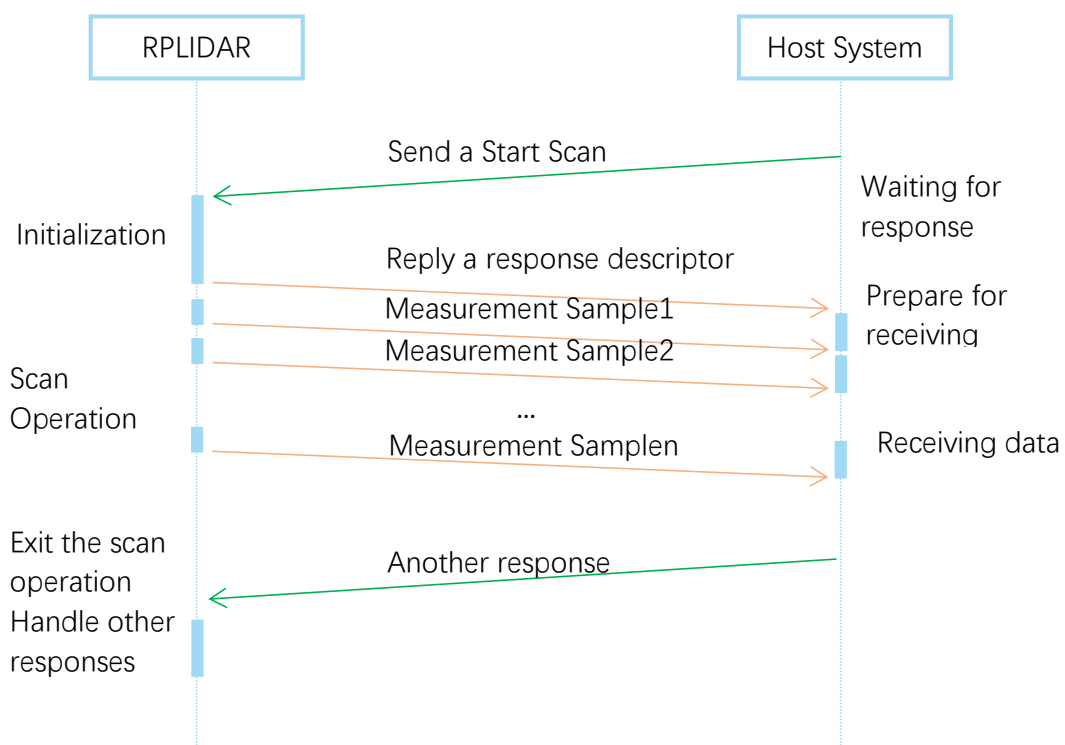 RPLIDAR
Host System
Send a Start Scan
Waiting for
response
Initialization
Reply a response descriptor
Prepare for
receiving
Measurement Sample1
Measurement Sample2
Scan
Operation
...
Measurement Samplen
Receiving data
Exit the scan
operation
Handle other
responses
Another response